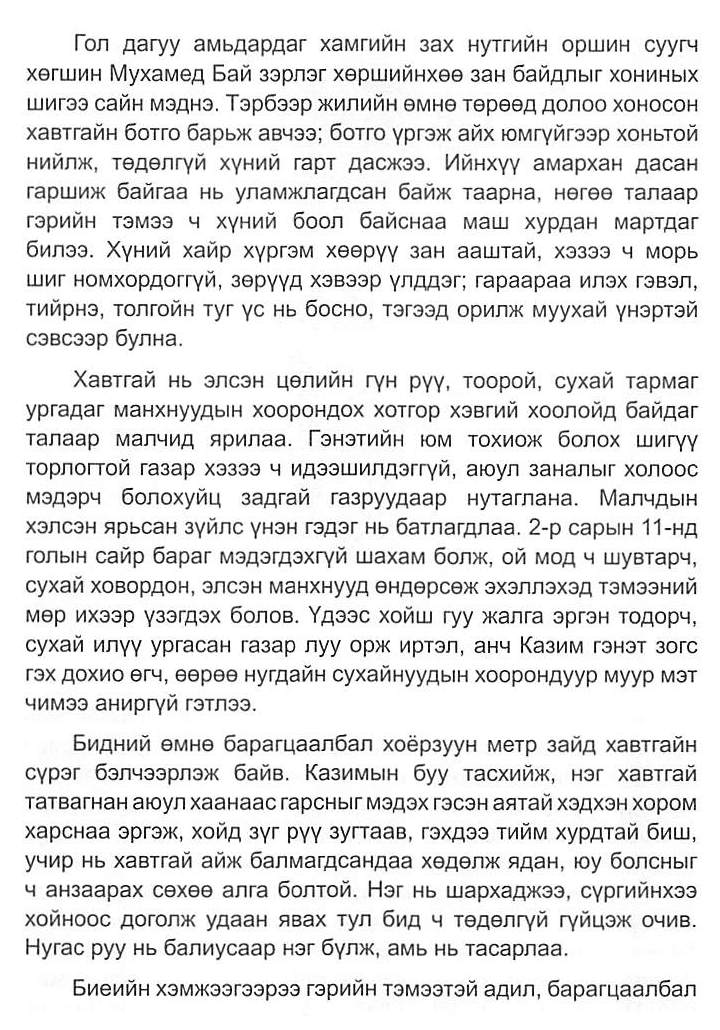 Гол дагуу амьдардаг хамгийн зах нутгийн оршин суугч
хөгшин Мухамед Бай зэрлэг хөршийнхөө зан байдлыг хониных
шигээ сайн мэднэ. Тэрбээр жилийн өмнө төрөөд долоо хоносон
хавтгайн ботго барьж авчээ; ботго үргэж айх юмгүйгээр хоньтой
нийлж, төдөлгүй хүний гарт дасжээ. Ийнхүү амархан дасан
гаршиж байгаа нь уламжлагдсан байж таарна, нөгөө талаар
гэрийн тэмээ ч хүний боол байснаа маш хурдан мартдаг
билээ. Хүний хайр хүргэм хөөрүү зан ааштай, хэзээ ч морь
шиг номхордоггүй, зөрүүд хэвээр үлддэг; гараараа илэх гэвэл,
тийрнэ, толгойн туг үс нь босно, тэгээд орилж муухай үнэртэй
сэвсээр булна.
Хавтгай нь элсэн цөлийн гүн рүү, тоорой, сухай тармаг
ургадаг манхнуудын хоорондох хотгор хэвгий хоолойд байдаг
талаар малчид ярилаа. Гэнэтийн юм тохиож болох шигүү
торлогтой газар хэзээ ч идээшилдэггүй, аюул заналыг холоос
мэдэрч болохуйц задгай газруудаар нутаглана. Малчдын
хэлсэн ярьсан зүйлс үнэн гэдэг нь батлагдлаа. 2-р сарын 11-нд
голын сайр бараг мэдэгдэхгүй шахам болж, ой мод ч шувтарч,
сухай ховордон, элсэн манхнууд өндөрсөж эхэллэхэд тэмээний
мөр ихээр үзэгдэх болов. Үдээс хойш гуу жалга эргэн тодорч,
сухай илүү ургасан газар луу орж иртэл, анч Казим гэнэт зогс
гэх дохио өгч, өөрөө нугдайн сухайнуудын хоорондуур муур мэт
чимээ аниргүй гэтлээ.
Бидний өмнө барагцаалбал хоёрзуун метр зайд хавтгайн
сүрэг бэлчээрлэж байв. Казимын буу тасхийж, нэг хавтгай
татвагнан аюул хаанаас гарсныг мэдэх гэсэн аятай хэдхэн хором
харснаа эргэж, хойд зүг рүү зугтаав, гэхдээ тийм хурдтай биш,
учир нь хавтгай айж балмагдсандаа хөдөлж ядан, юу болсныг
ч анзаарах сөхөө алга болтой. Нэг нь шархаджээ, сүргийнхээ
хойноос доголж удаан явах тул бид ч төдөлгүй гүйцэж очив.
Нугас руу нь балиусаар нэг бүлж, амь нь тасарлаа.
Биеийн хэмжээгээрээ гэрийн тэмээтэй адил, барагцаалбал